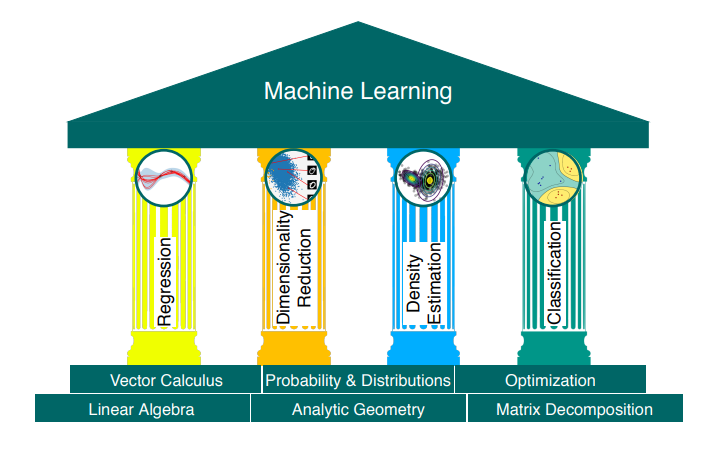 Machine Learning
Regression
Dimensionality
Reduction
Density
Estimation
Classification
Vector Calculus
Probability & Distributions
Optimization
Linear Algebra
Analytic Geometry
Matrix Decomposition